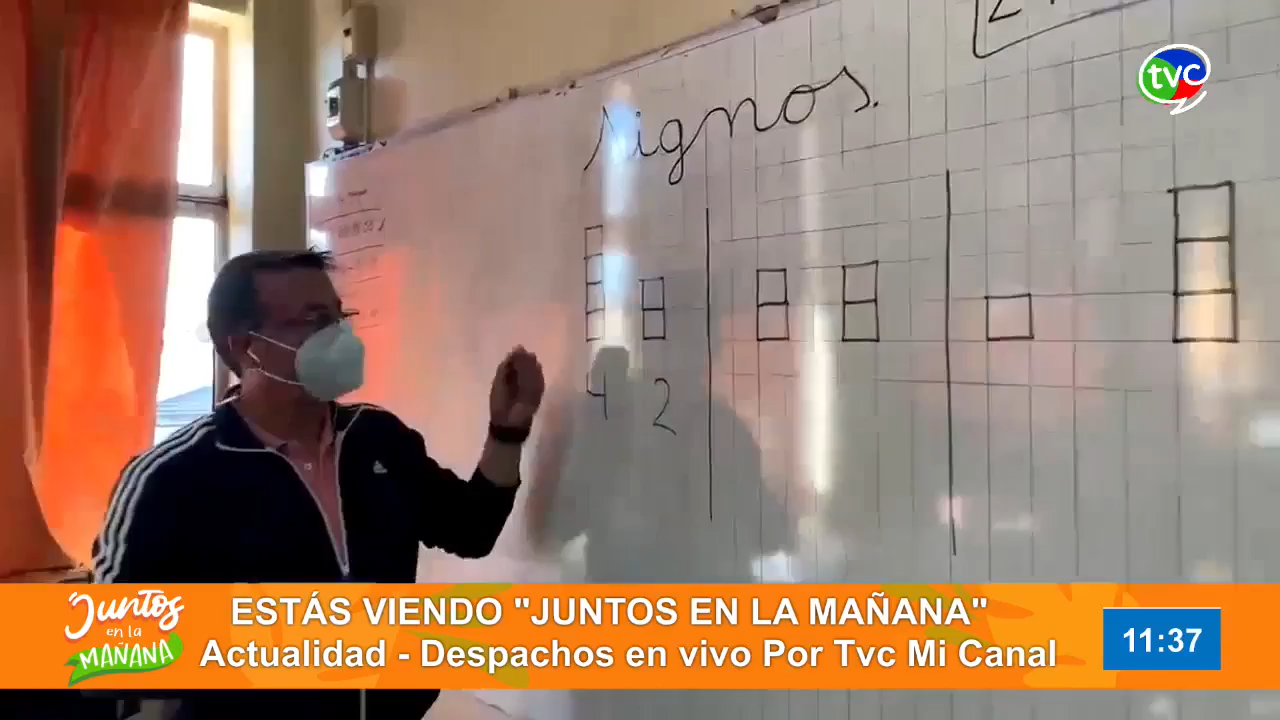 tvc
Signos.
4 2
Juntos
en la
MAÑANA
ESTÁS VIENDO "JUNTOS EN LA MAÑANA"
Actualidad - Despachos en vivo Por Tvc Mi Canal
11:37